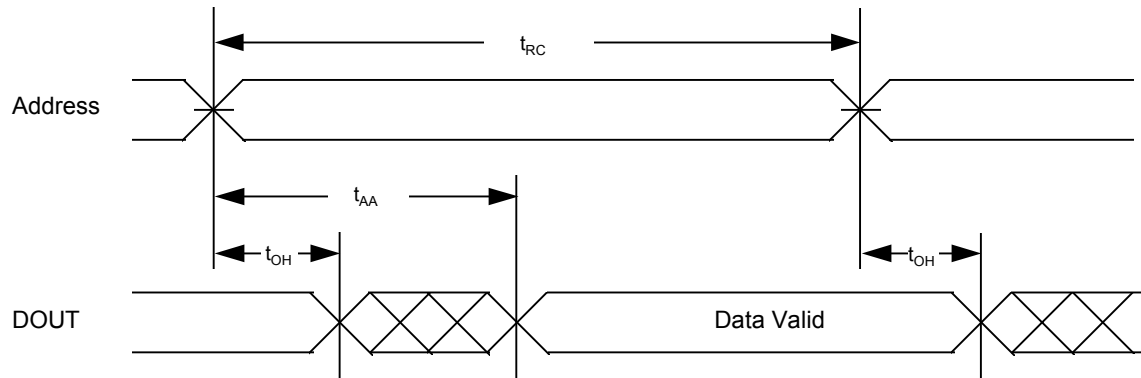 tRC
Address
tAA
tOH
tOH
DOUT
Data Valid